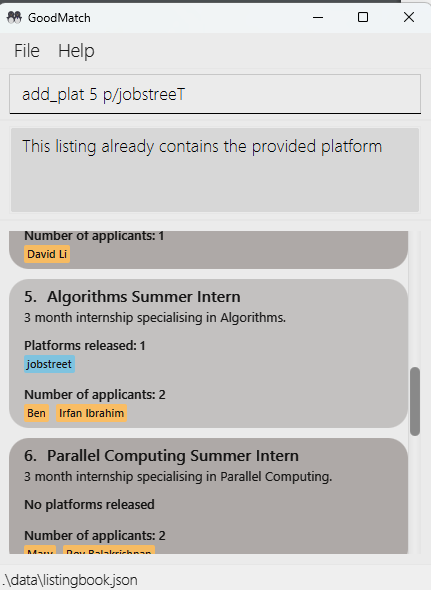 GoodMatch
File Help
add_plat 5 p/jobstreeT
This listing already contains the provided platform
Number of applicants: 1
David Li
5. Algorithms Summer Intern
3 month internship specialising in Algorithms.
Platforms released: 1
jobstreet
Number of applicants: 2
Ben Irfan Ibrahim
6. Parallel Computing Summer Intern
3 month internship specialising in Parallel Computing.
No platforms released
Number of applicants: 2
Mary Roy Balakrishnan
.\data\listingbook.json